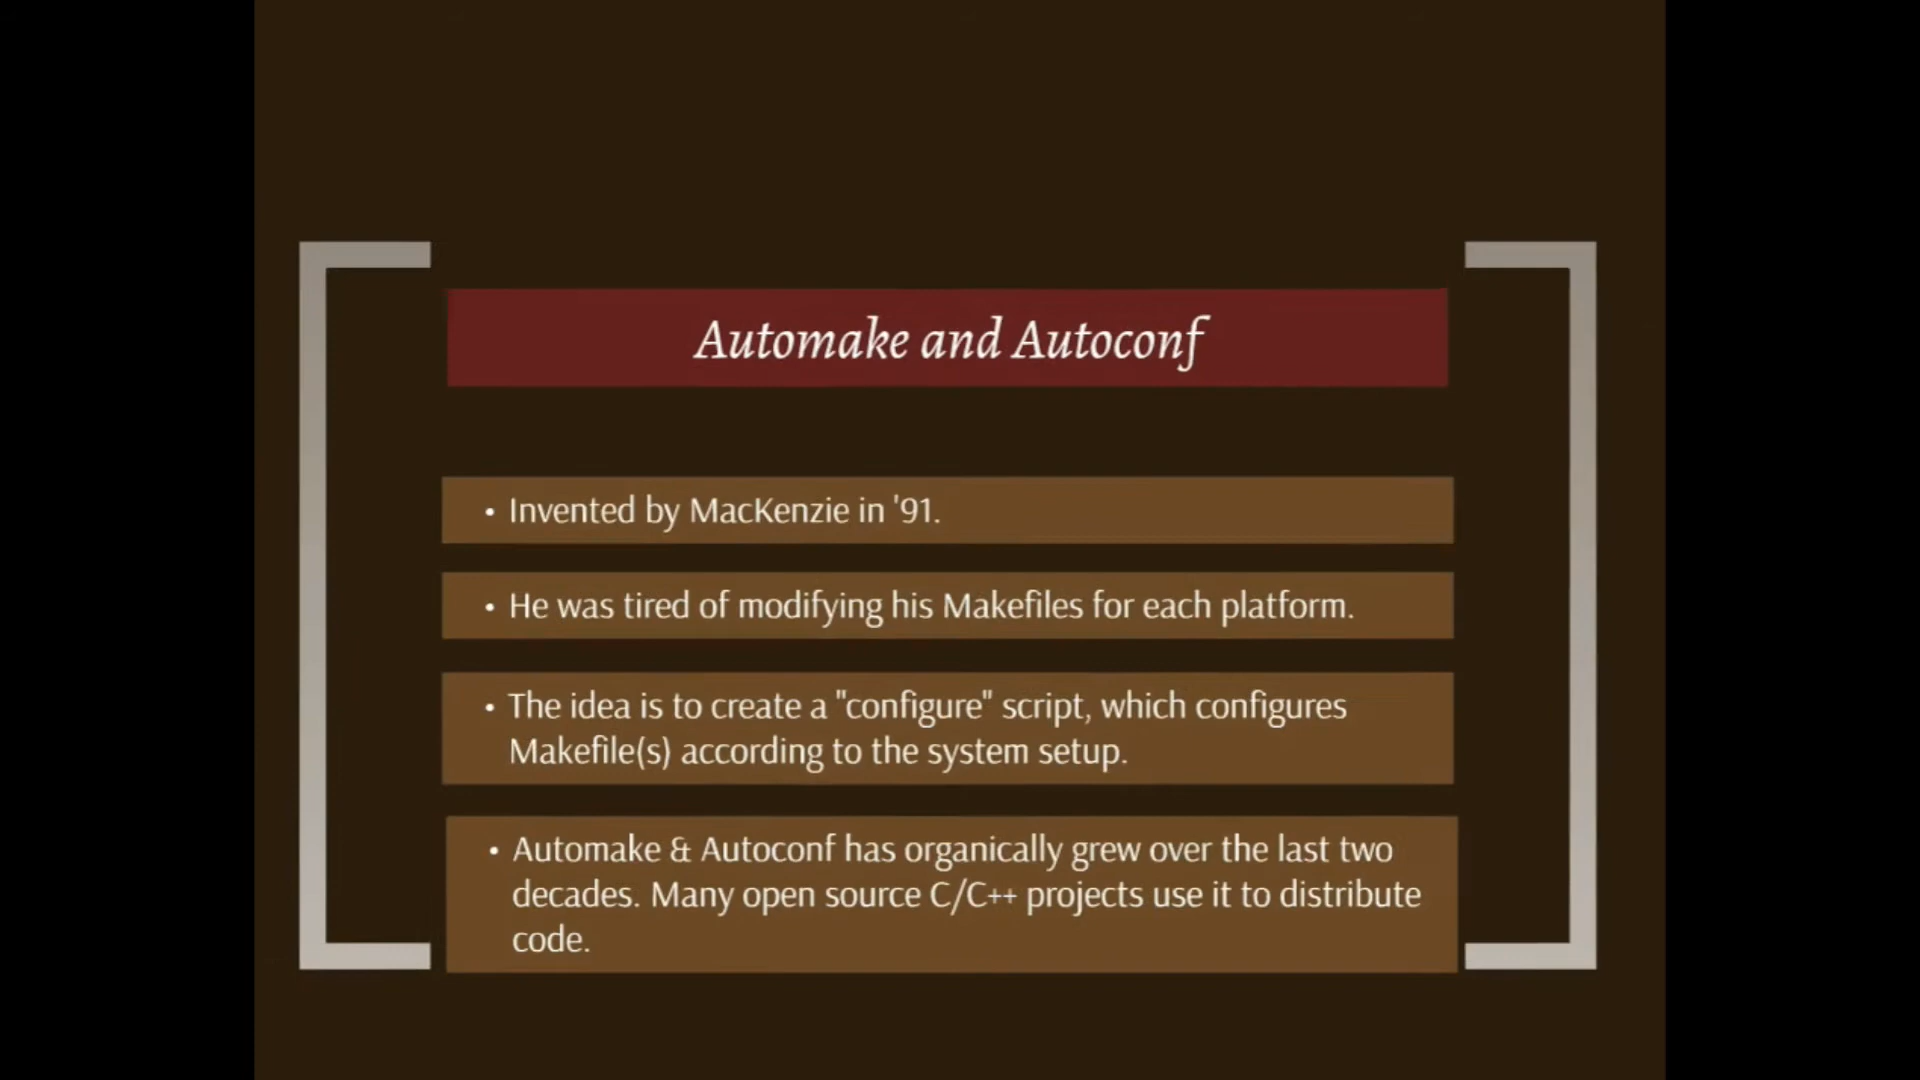 Automake and Autoconf
• Invented by MacKenzie in '91.
• He was tired of modifying his Makefiles for each platform.
• The idea is to create a "configure" script, which configures
Makefile(s) according to the system setup.
• Automake & Autoconf has organically grew over the last two
decades. Many open source C/C++ projects use it to distribute
code.